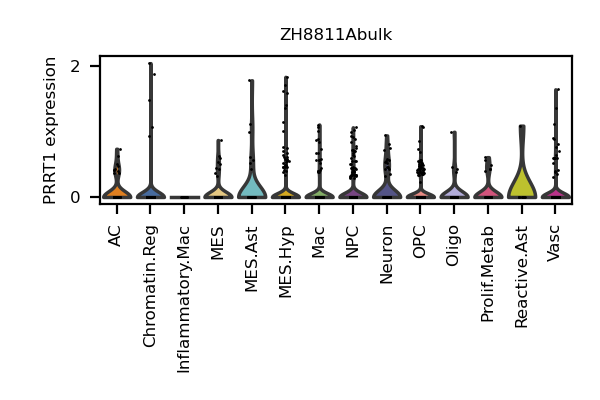 ZH8811Abulk
PRRT1 expression
2
0
AC
Chromatin.Reg
Inflammatory.Mac
MES
MES.Ast
MES.Hyp
Mac
NPC
Neuron
OPC
Oligo
Prolif.Metab
Reactive.Ast
Vasc